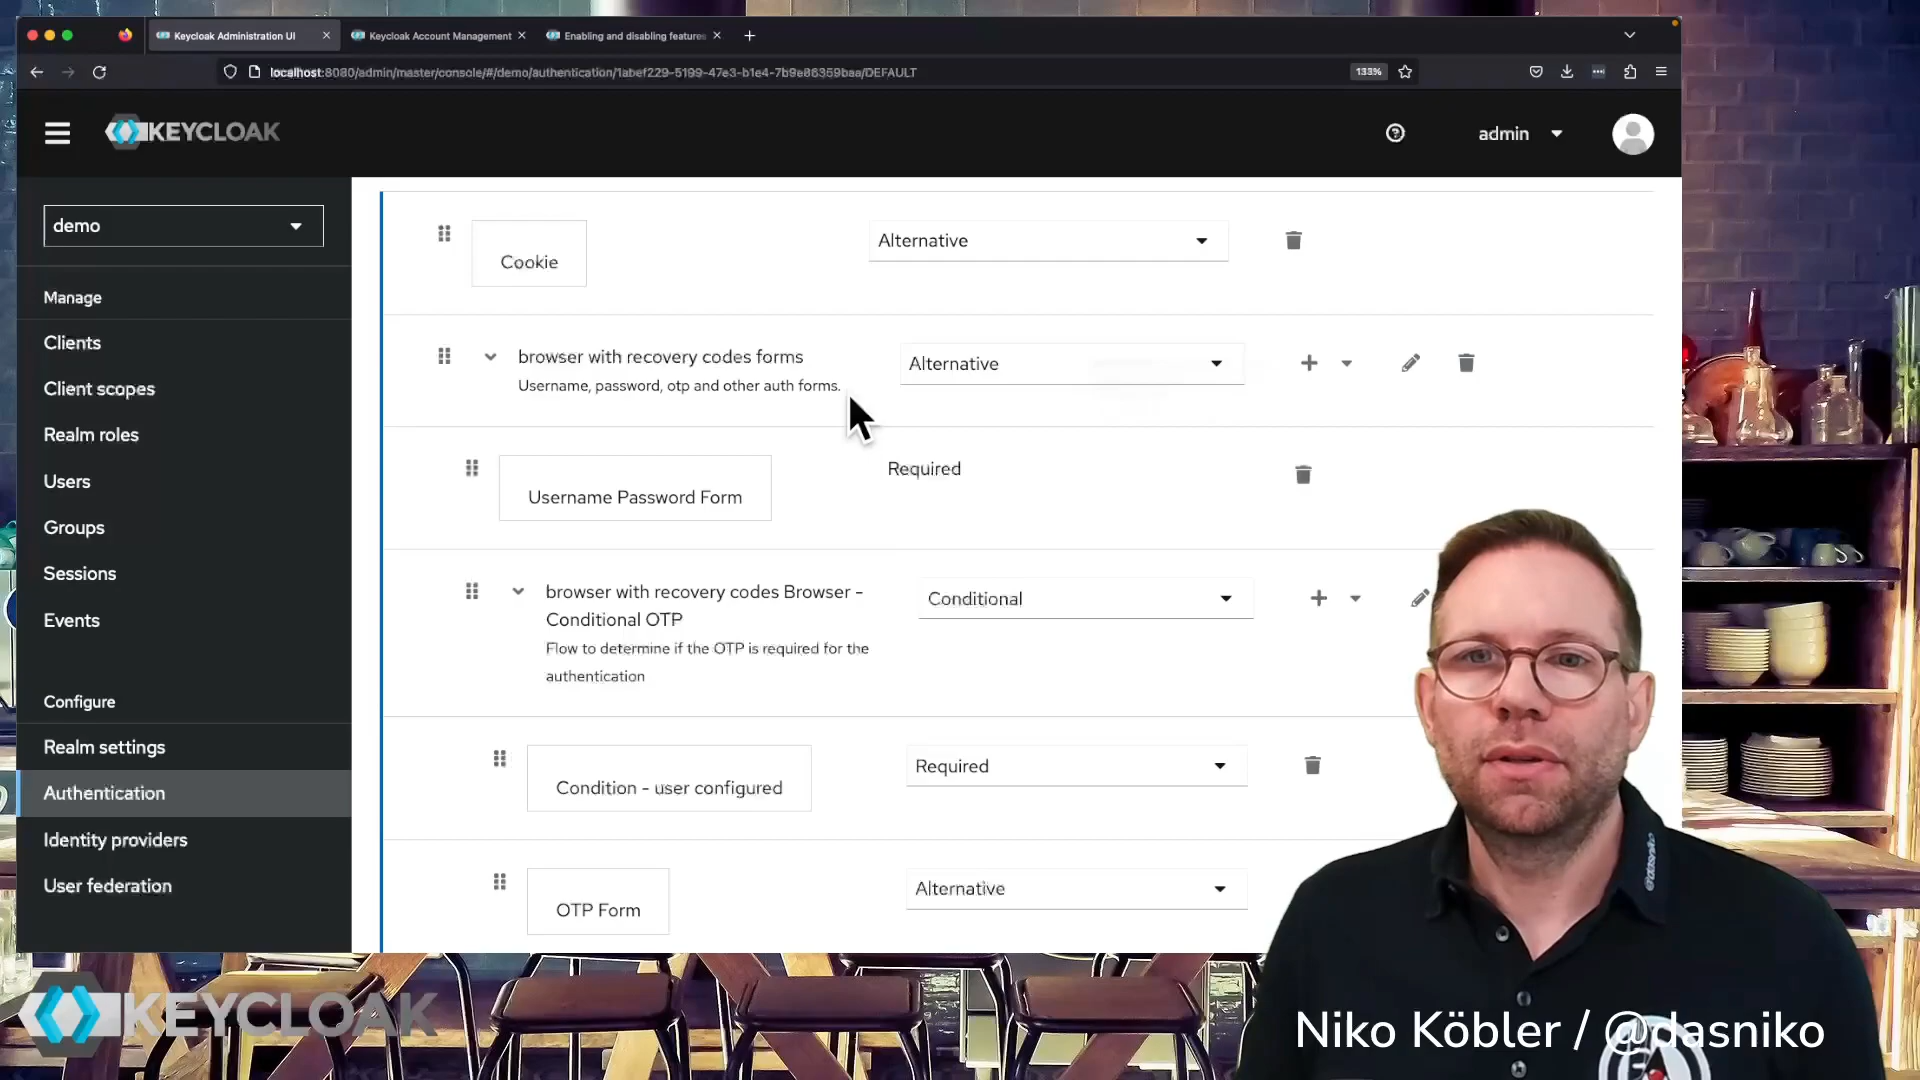 Keycloak Administration UI
Keycloak Account Management
Enabling and disabling features
localhost:8080/admin/master/console/#/demo/authentication/1abef229-5199-47e3-b1e4-7b9e06359baa/DEFAULT
133%
KEYCLOAK
admin
demo
Manage
Clients
Client scopes
Realm roles
Users
Groups
Sessions
Events
Configure
Realm settings
Authentication
Identity providers
User federation
Cookie
Alternative
browser with recovery codes forms
Username, password, otp and other auth forms.
Alternative
Username Password Form
Required
browser with recovery codes Browser -
Conditional OTP
Flow to determine if the OTP is required for the
authentication
Conditional
Condition - user configured
Required
OTP Form
Alternative
dasniko
KEYCLOAK
Niko Köbler / @dasniko